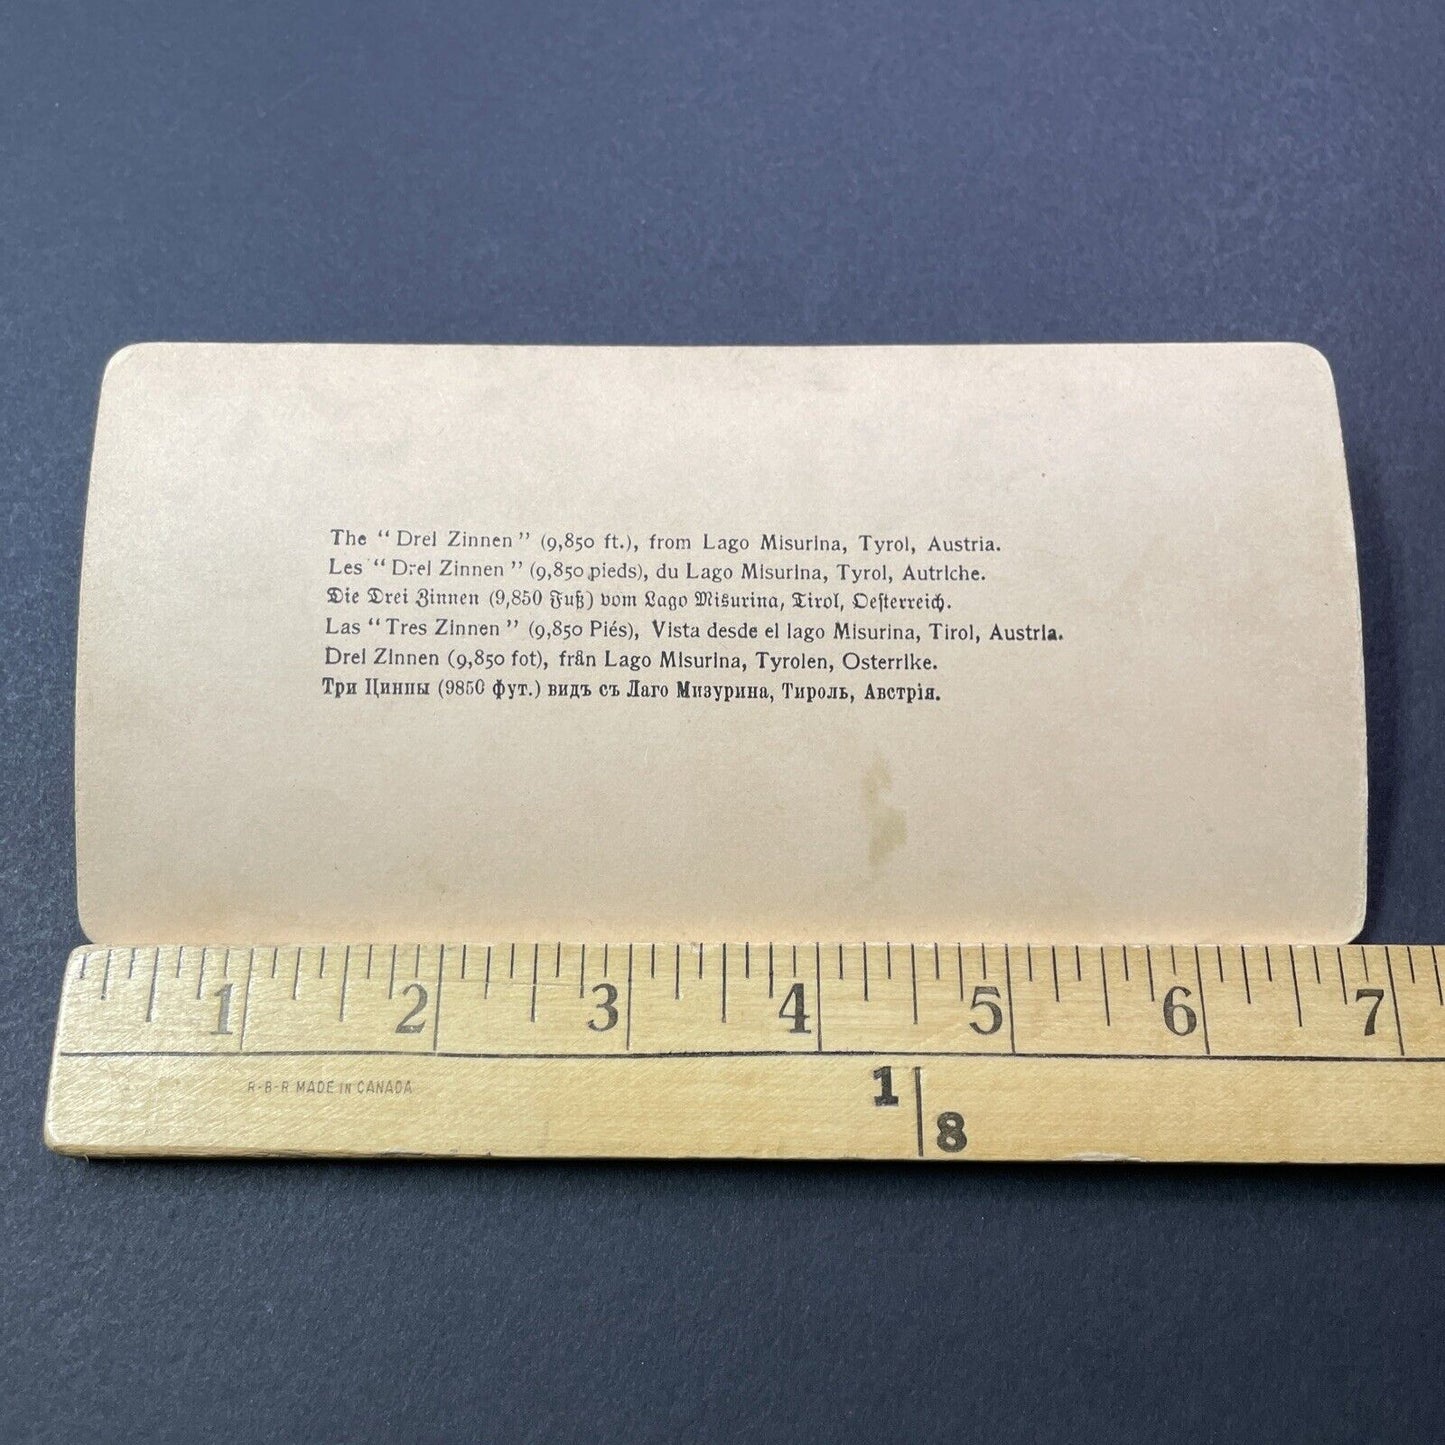 The “Drei Zinnen” (9,850 ft.), from Lago Misurina, Tyrol, Austria.
Les “Drei Zinnen” (9,850 pieds), du Lago Misurina, Tyrol, Autriche.
Die Drei Zinnen (9,850 Fuß) vom Lago Misurina, Tirol, Oesterreich.
Las “Tres Zinnen” (9,850 Piés), Vista desde el lago Misurina, Tirol, Austria.
Drei Zinnen (9,850 fot), från Lago Misurina, Tyrolen, Osterrike.
Три Цинны (9850 фут.) видъ съ Лаго Мизурина, Тироль, Австрія.
1 2 3 4 5 6 7
R-B-R MADE IN CANADA
1 8